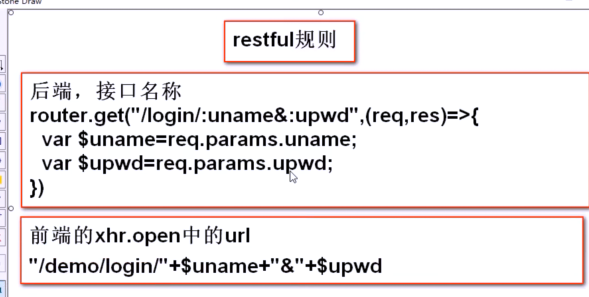 Stone Draw
restful规则
后端，接口名称
router.get("/login/:uname&:upwd",(req,res)=>{
var $uname=req.params.uname;
var $upwd=req.params.upwd;
})
前端的xhr.open中的url
"/demo/login/"+$uname+"&"+$upwd